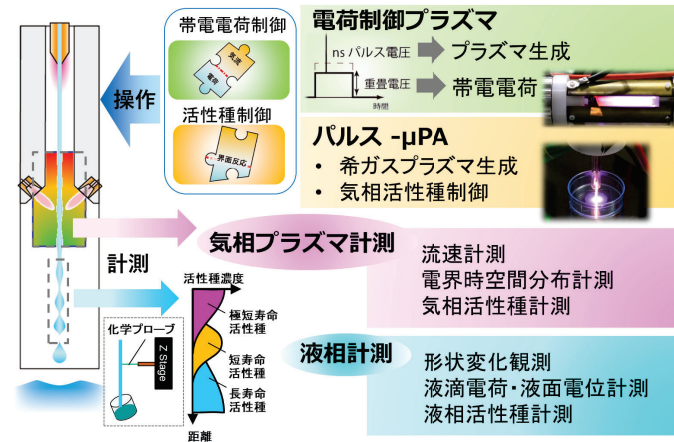 帯電電荷制御
気流
電荷
活性種制御
界面反応
操作
電荷制御プラズマ
ns パルス電圧
プラズマ生成
重畳電圧
帯電電荷
時間
パルス -μPA
• 希ガスプラズマ生成
• 気相活性種制御
気相プラズマ計測
流速計測
電界時空間分布計測
気相活性種計測
計測
活性種濃度
極短寿命
活性種
短寿命
活性種
長寿命
活性種
距離
化学プローブ
Z Stage
液相計測
形状変化観測
液滴電荷・液面電位計測
液相活性種計測